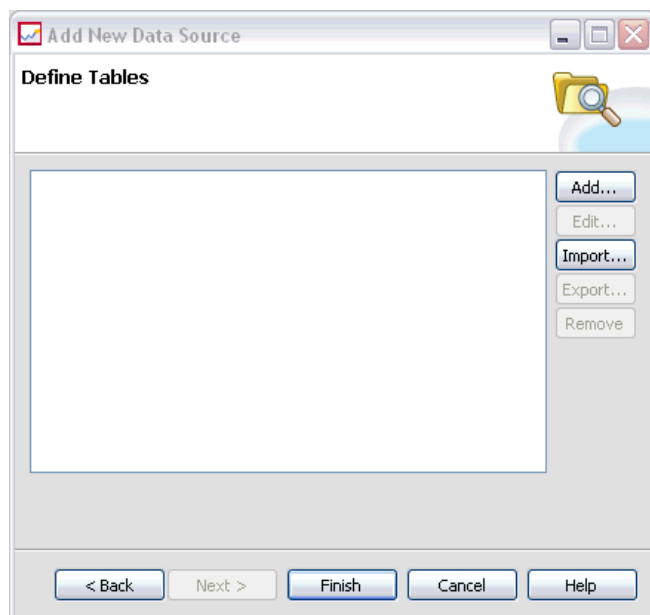 Add New Data Source
Define Tables
Add...
Edit...
Import...
Export...
Remove
< Back Next > Finish Cancel Help